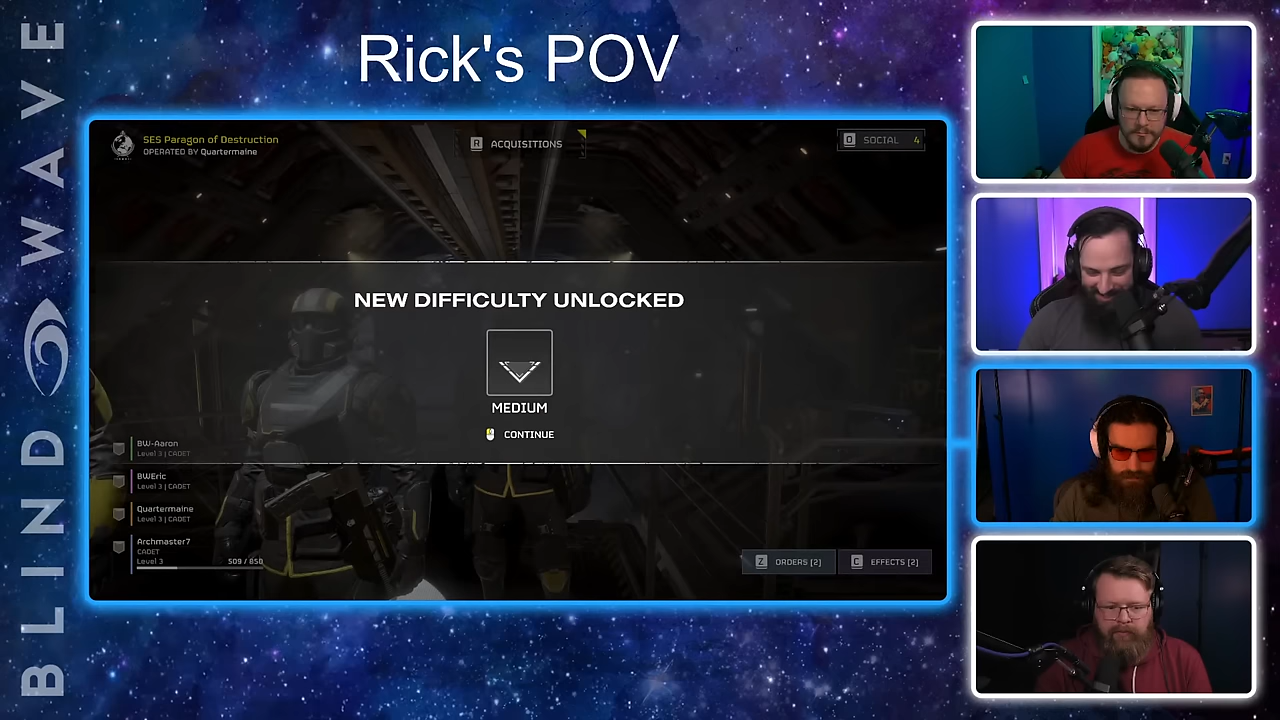 BLIND WAVE
Rick's POV
SES Paragon of Destruction
OPERATED BY Quartermaine
R ACQUISITIONS
D SOCIAL 4
NEW DIFFICULTY UNLOCKED
MEDIUM
CONTINUE
BW-Aaron
Level 3 | CADET
BWEric
Level 3 | CADET
Quartermaine
Level 3 | CADET
Archmaster7
CADET
Level 3 509 / 850
Z ORDERS [2]
C EFFECTS [2]